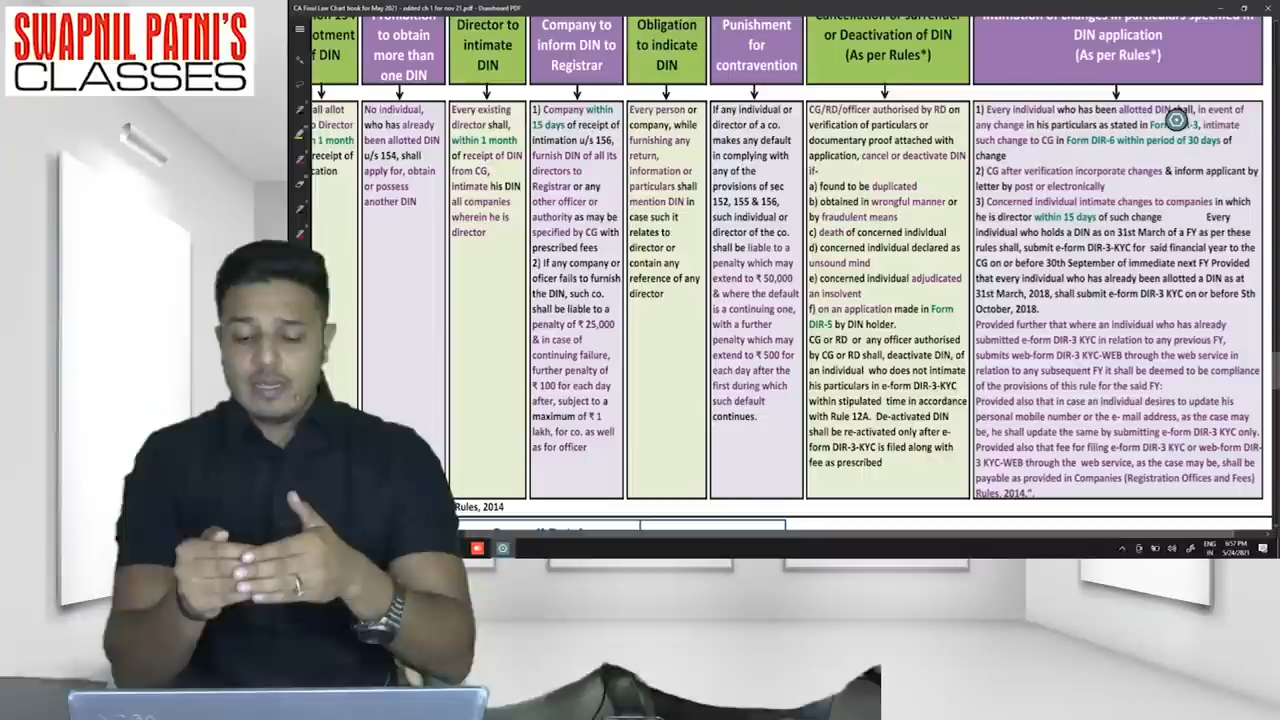 SWAPNIL PATNI'S
CLASSES
CA Final Law Chart book for May 2021 - edited ch 1 for nov 21.pdf - Drawboard PDF
otment
f DIN
all allot
Director
1 month
receipt of
cation
Prohibition
to obtain
more than
one DIN
No individual,
who has already
been allotted DIN
u/s 154, shall
apply for, obtain
or possess
another DIN
Director to
intimate
DIN
Every existing
director shall,
within 1 month
of receipt of DIN
from CG,
intimate his DIN
all companies
wherein he is
director
Company to
inform DIN to
Registrar
1) Company within
15 days of receipt of
intimation u/s 156,
furnish DIN of all its
directors to
Registrar or any
other officer or
authority as may be
specified by CG with
prescribed fees
2) If any company or
oficer fails to furnish
the DIN, such co.
shall be liable to a
penalty of ₹ 25,000
& in case of
continuing failure,
further penalty of
₹ 100 for each day
after, subject to a
maximum of ₹ 1
lakh, for co. as well
as for officer
Obligation
to indicate
DIN
Every person or
company, while
furnishing any
return,
information or
particulars shall
mention DIN in
case such it
relates to
director or
contain any
reference of any
director
Punishment
for
contravention
If any individual or
director of a co.
makes any default
in complying with
any of the
provisions of sec
152, 155 & 156,
such individual or
director of the co.
shall be liable to a
penalty which may
extend to ₹ 50,000
& where the default
is a continuing one,
with a further
penalty which may
extend to ₹ 500 for
each day after the
first during which
such default
continues.
Cancellation or Surrender
or Deactivation of DIN
(As per Rules*)
CG/RD/officer authorised by RD on
verification of particulars or
documentary proof attached with
application, cancel or deactivate DIN
if-
a) found to be duplicated
b) obtained in wrongful manner or
by fraudulent means
c) death of concerned individual
d) concerned individual declared as
unsound mind
e) concerned individual adjudicated
an insolvent
f) on an application made in Form
DIR-5 by DIN holder.
CG or RD or any officer authorised
by CG or RD shall, deactivate DIN, of
an individual who does not intimate
his particulars in e-form DIR-3-KYC
within stipulated time in accordance
with Rule 12A. De-activated DIN
shall be re-activated only after e-
form DIR-3-KYC is filed along with
fee as prescribed
Intimation of changes in particulars specified in
DIN application
(As per Rules*)
1) Every individual who has been allotted DIN shall, in event of
any change in his particulars as stated in Form -3, intimate
such change to CG in Form DIR-6 within period of 30 days of
change
2) CG after verification incorporate changes & inform applicant by
letter by post or electronically
3) Concerned individual intimate changes to companies in which
he is director within 15 days of such change Every
individual who holds a DIN as on 31st March of a FY as per these
rules shall, submit e-form DIR-3-KYC for said financial year to the
CG on or before 30th September of immediate next FY Provided
that every individual who has already been allotted a DIN as at
31st March, 2018, shall submit e-form DIR-3 KYC on or before 5th
October, 2018.
Provided further that where an individual who has already
submitted e-form DIR-3 KYC in relation to any previous FY,
submits web-form DIR-3 KYC-WEB through the web service in
relation to any subsequent FY it shall be deemed to be compliance
of the provisions of this rule for the said FY:
Provided also that in case an individual desires to update his
personal mobile number or the e- mail address, as the case may
be, he shall update the same by submitting e-form DIR-3 KYC only.
Provided also that fee for filing e-form DIR-3 KYC or web-form DIR-
3 KYC-WEB through the web service, as the case may be, shall be
payable as provided in Companies (Registration Offices and Fees)
Rules, 2014.".
Rules, 2014
ENG
IN
6:57 PM
5/24/2021